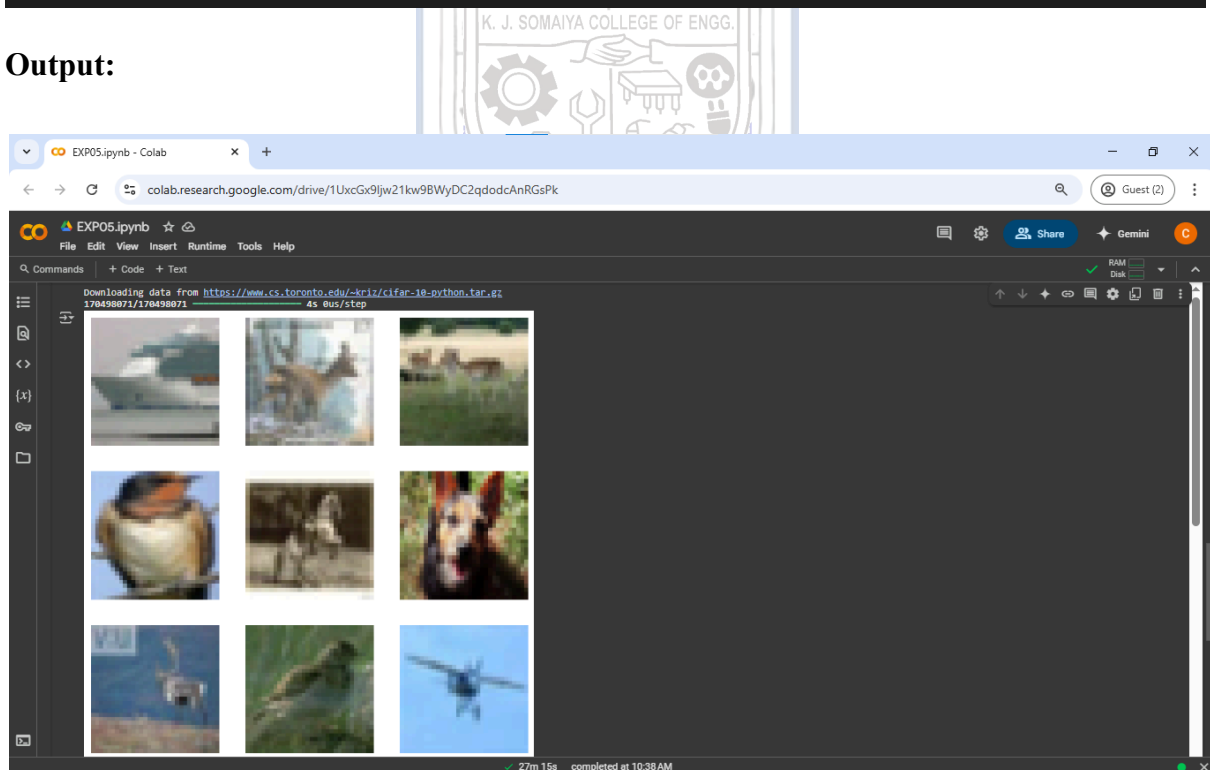 K. J. SOMAIYA COLLEGE OF ENGG.
Output:
EXP05.ipynb - Colab
colab.research.google.com/drive/1UxcGx9ljw21kw9BWyDC2qdodcAnRGsPk
Guest (2)
EXP05.ipynb
File Edit View Insert Runtime Tools Help
Share
Gemini
C
Commands + Code + Text
RAM
Disk
Downloading data from https://www.cs.toronto.edu/~kriz/cifar-10-python.tar.gz
170498071/170498071 4s 0us/step
{x}
VU
27m 15s completed at 10:38 AM